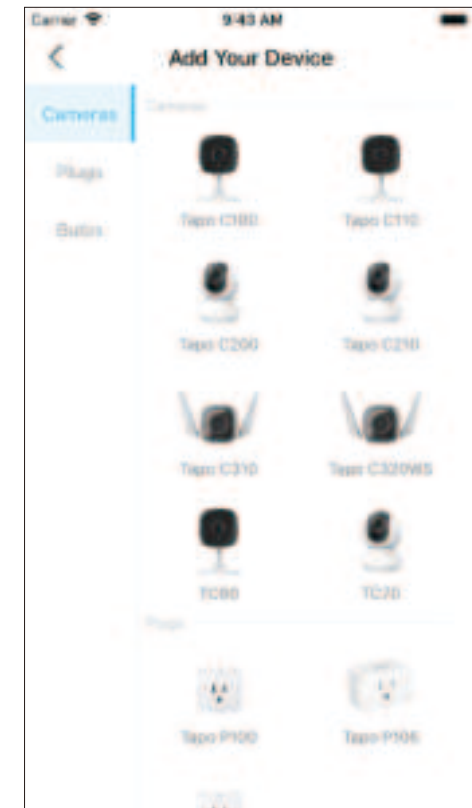 Carrier 9:43 AM
Add Your Device
Cameras
Cameras
Plugs
Bulbs
Tapo C100 Tapo C110
Tapo C200 Tapo C210
Tapo C310 Tapo C320WS
TC60 TC70
Plugs
Tapo P100 Tapo P105